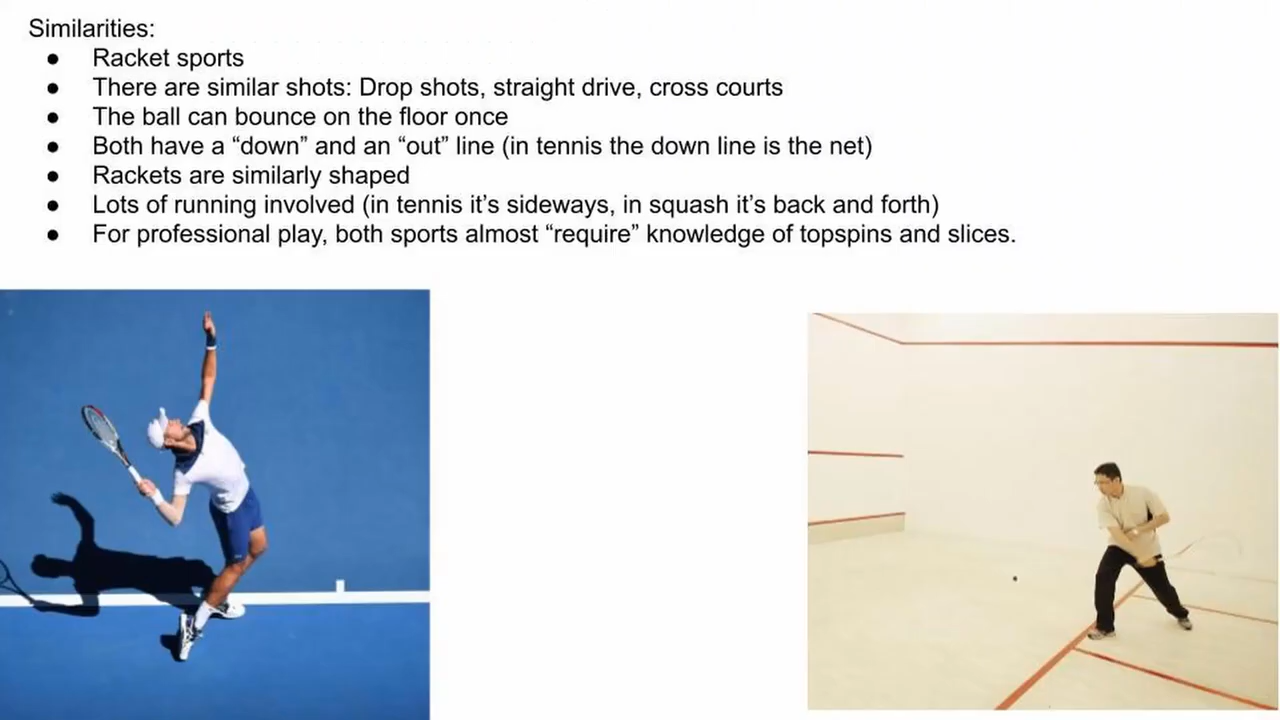 Similarities:
● Racket sports
● There are similar shots: Drop shots, straight drive, cross courts
● The ball can bounce on the floor once
● Both have a “down” and an “out” line (in tennis the down line is the net)
● Rackets are similarly shaped
● Lots of running involved (in tennis it’s sideways, in squash it’s back and forth)
● For professional play, both sports almost “require” knowledge of topspins and slices.